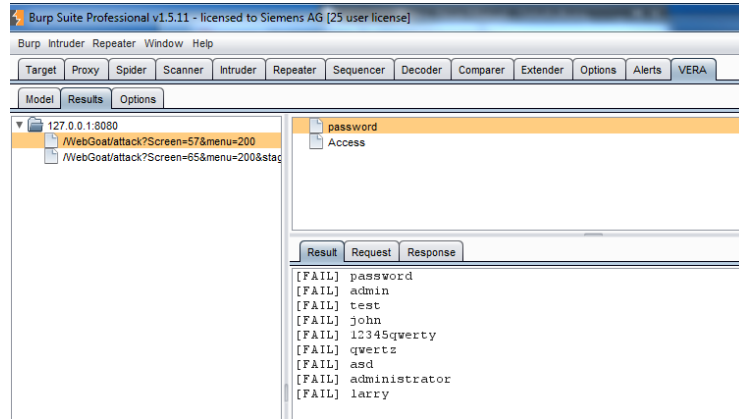 Burp Suite Professional v1.5.11 - licensed to Siemens AG [25 user license]
Burp Intruder Repeater Window Help
Target Proxy Spider Scanner Intruder Repeater Sequencer Decoder Comparer Extender Options Alerts VERA
Model Results Options
127.0.0.1:8080
/WebGoat/attack?Screen=57&menu=200
/WebGoat/attack?Screen=65&menu=200&stag
password
Access
Result Request Response
[FAIL] password
[FAIL] admin
[FAIL] test
[FAIL] john
[FAIL] 12345qwerty
[FAIL] qwertz
[FAIL] asd
[FAIL] administrator
[FAIL] larry